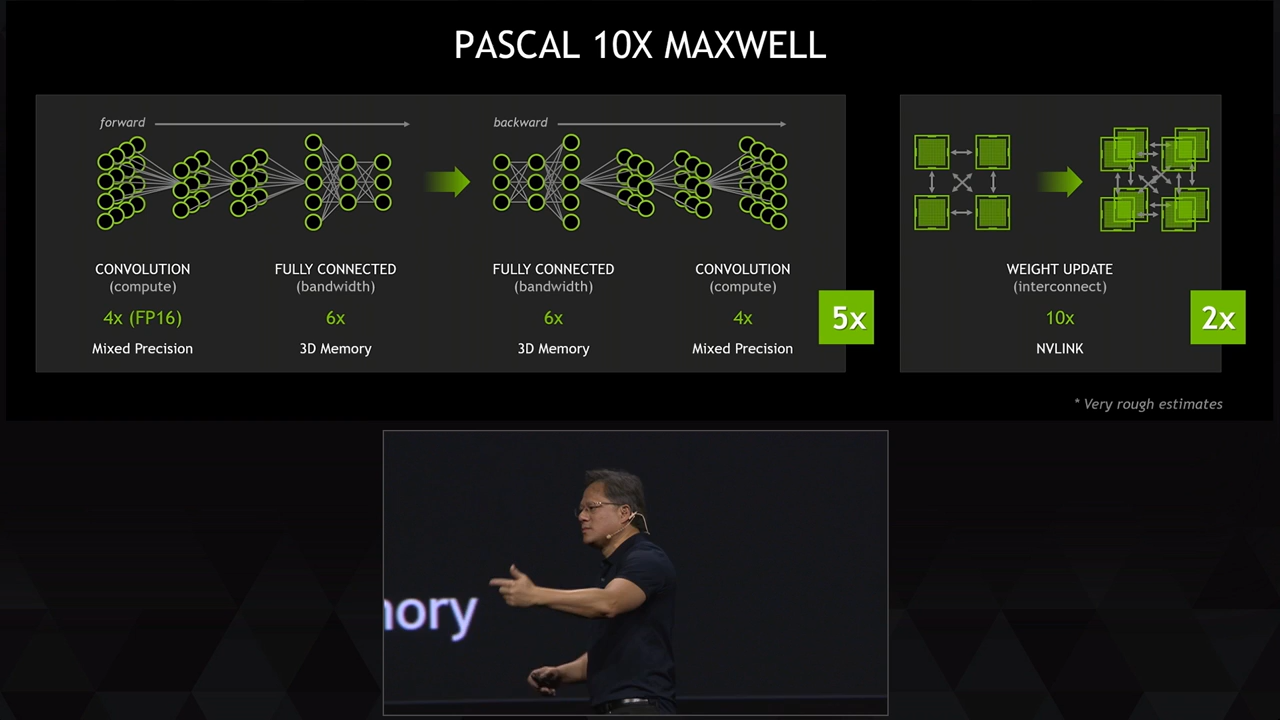 PASCAL 10X MAXWELL
forward
backward
CONVOLUTION
(compute)
4x (FP16)
Mixed Precision
FULLY CONNECTED
(bandwidth)
6x
3D Memory
FULLY CONNECTED
(bandwidth)
6x
3D Memory
CONVOLUTION
(compute)
4x
Mixed Precision
5x
WEIGHT UPDATE
(interconnect)
10x
NVLINK
2x
* Very rough estimates